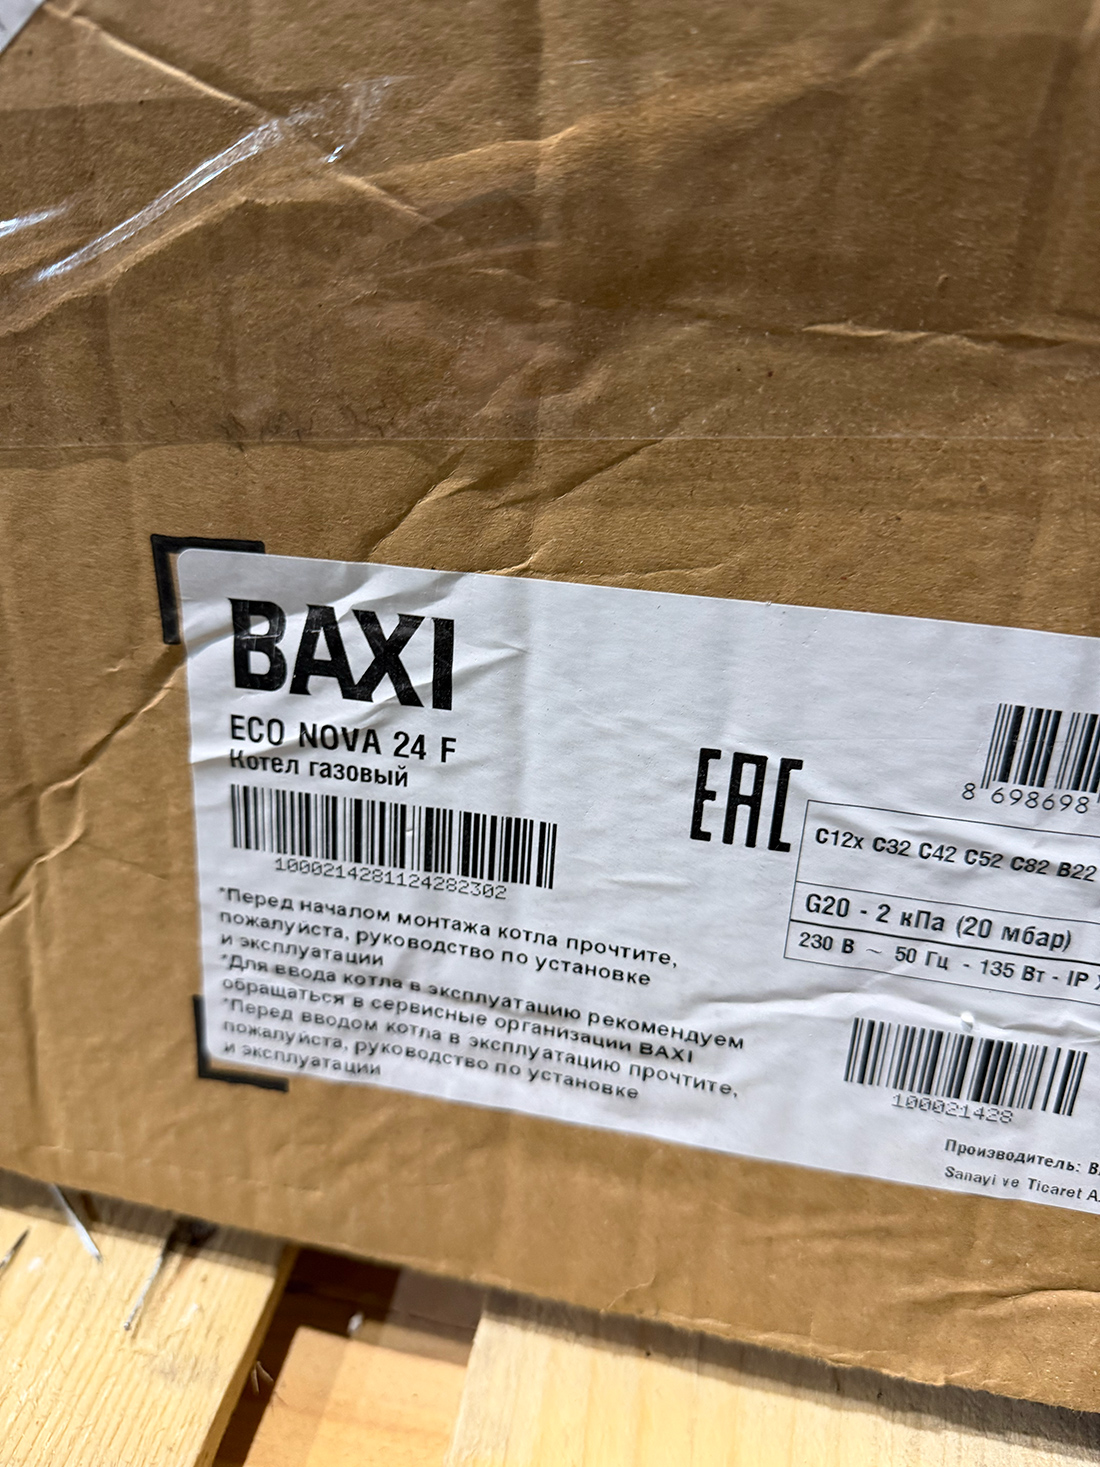 BAXI
ECO NOVA 24 F
Котел газовый
1000214281124282302
*Перед началом монтажа котла прочтите,
пожалуйста, руководство по установке
и эксплуатации
*Для ввода котла в эксплуатацию рекомендуем
обращаться в сервисные организации BAXI
*Перед вводом котла в эксплуатацию прочтите,
пожалуйста, руководство по установке
и эксплуатации
EAC
8 698698
C12x C32 C42 C52 C82 B22
G20 - 2 кПа (20 мбар)
230 В ~ 50 Гц - 135 Вт - IP
100021428
Производитель:
Sanayi ve Ticaret A.